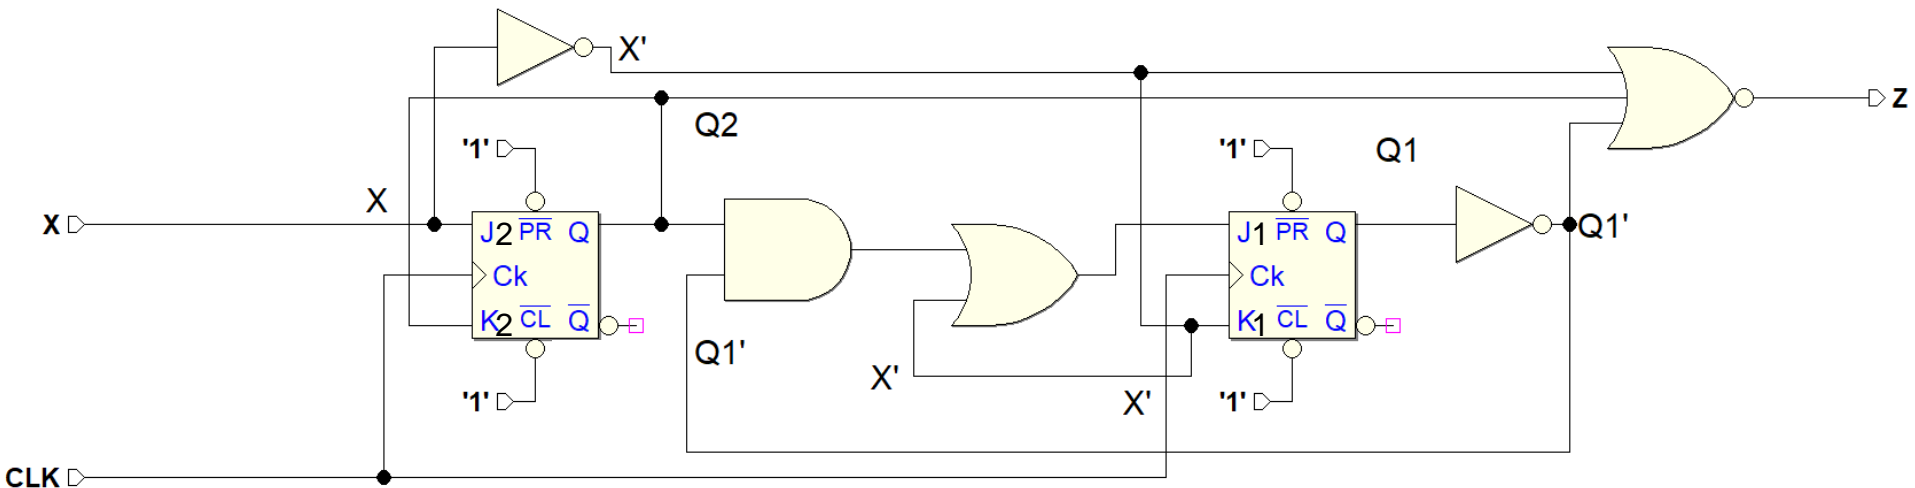 X'
Z
Q2
'1'
'1'
Q1
X
X
J2 PR Q
J1 PR Q
Q1'
Ck
Ck
K2 CL Q
K1 CL Q
Q1'
X'
'1'
X'
'1'
CLK